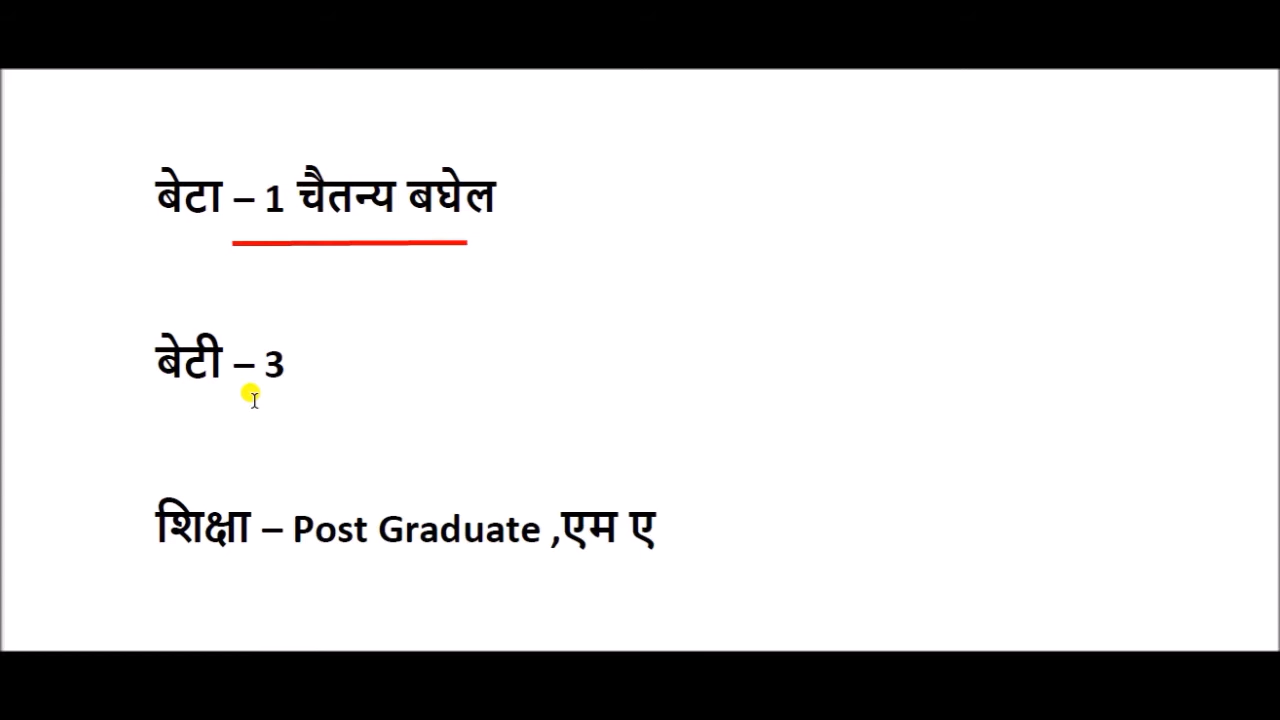 बेटा – 1 चैतन्य बघेल
बेटी – 3
शिक्षा – Post Graduate ,एम ए